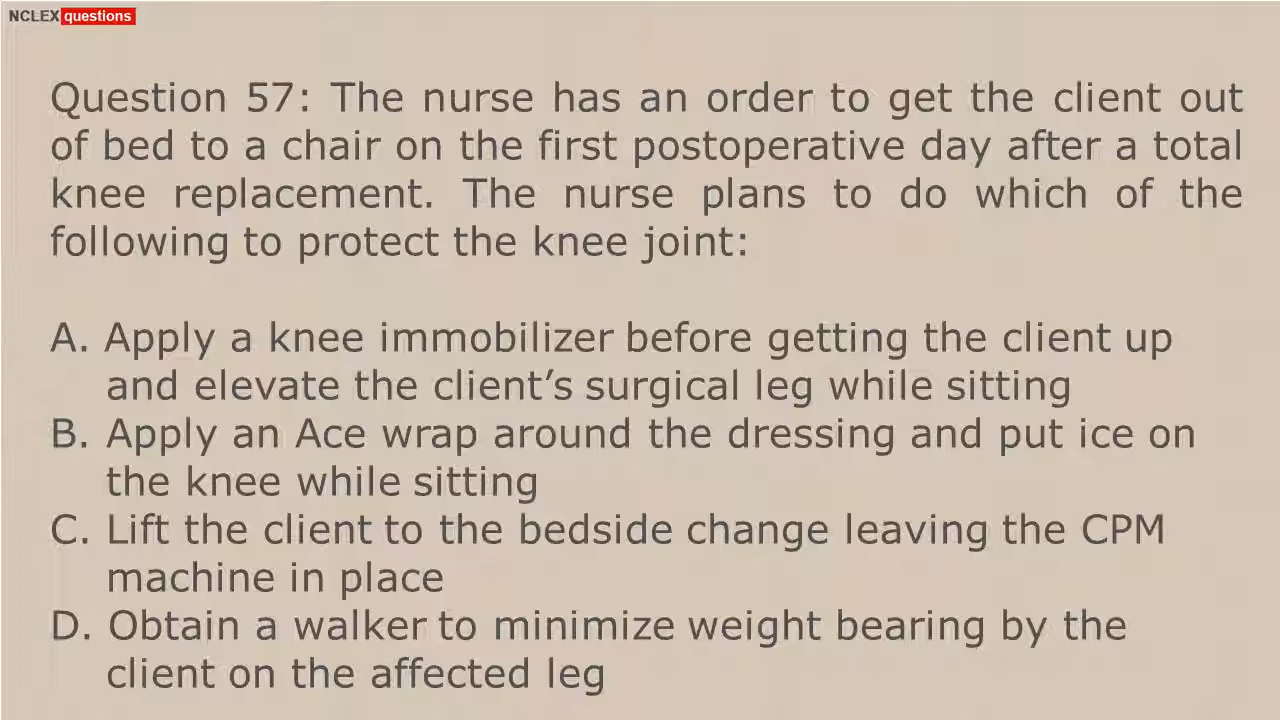 NCLEX questions
Question 57: The nurse has an order to get the client out
of bed to a chair on the first postoperative day after a total
knee replacement. The nurse plans to do which of the
following to protect the knee joint:
A. Apply a knee immobilizer before getting the client up
and elevate the client’s surgical leg while sitting
B. Apply an Ace wrap around the dressing and put ice on
the knee while sitting
C. Lift the client to the bedside change leaving the CPM
machine in place
D. Obtain a walker to minimize weight bearing by the
client on the affected leg